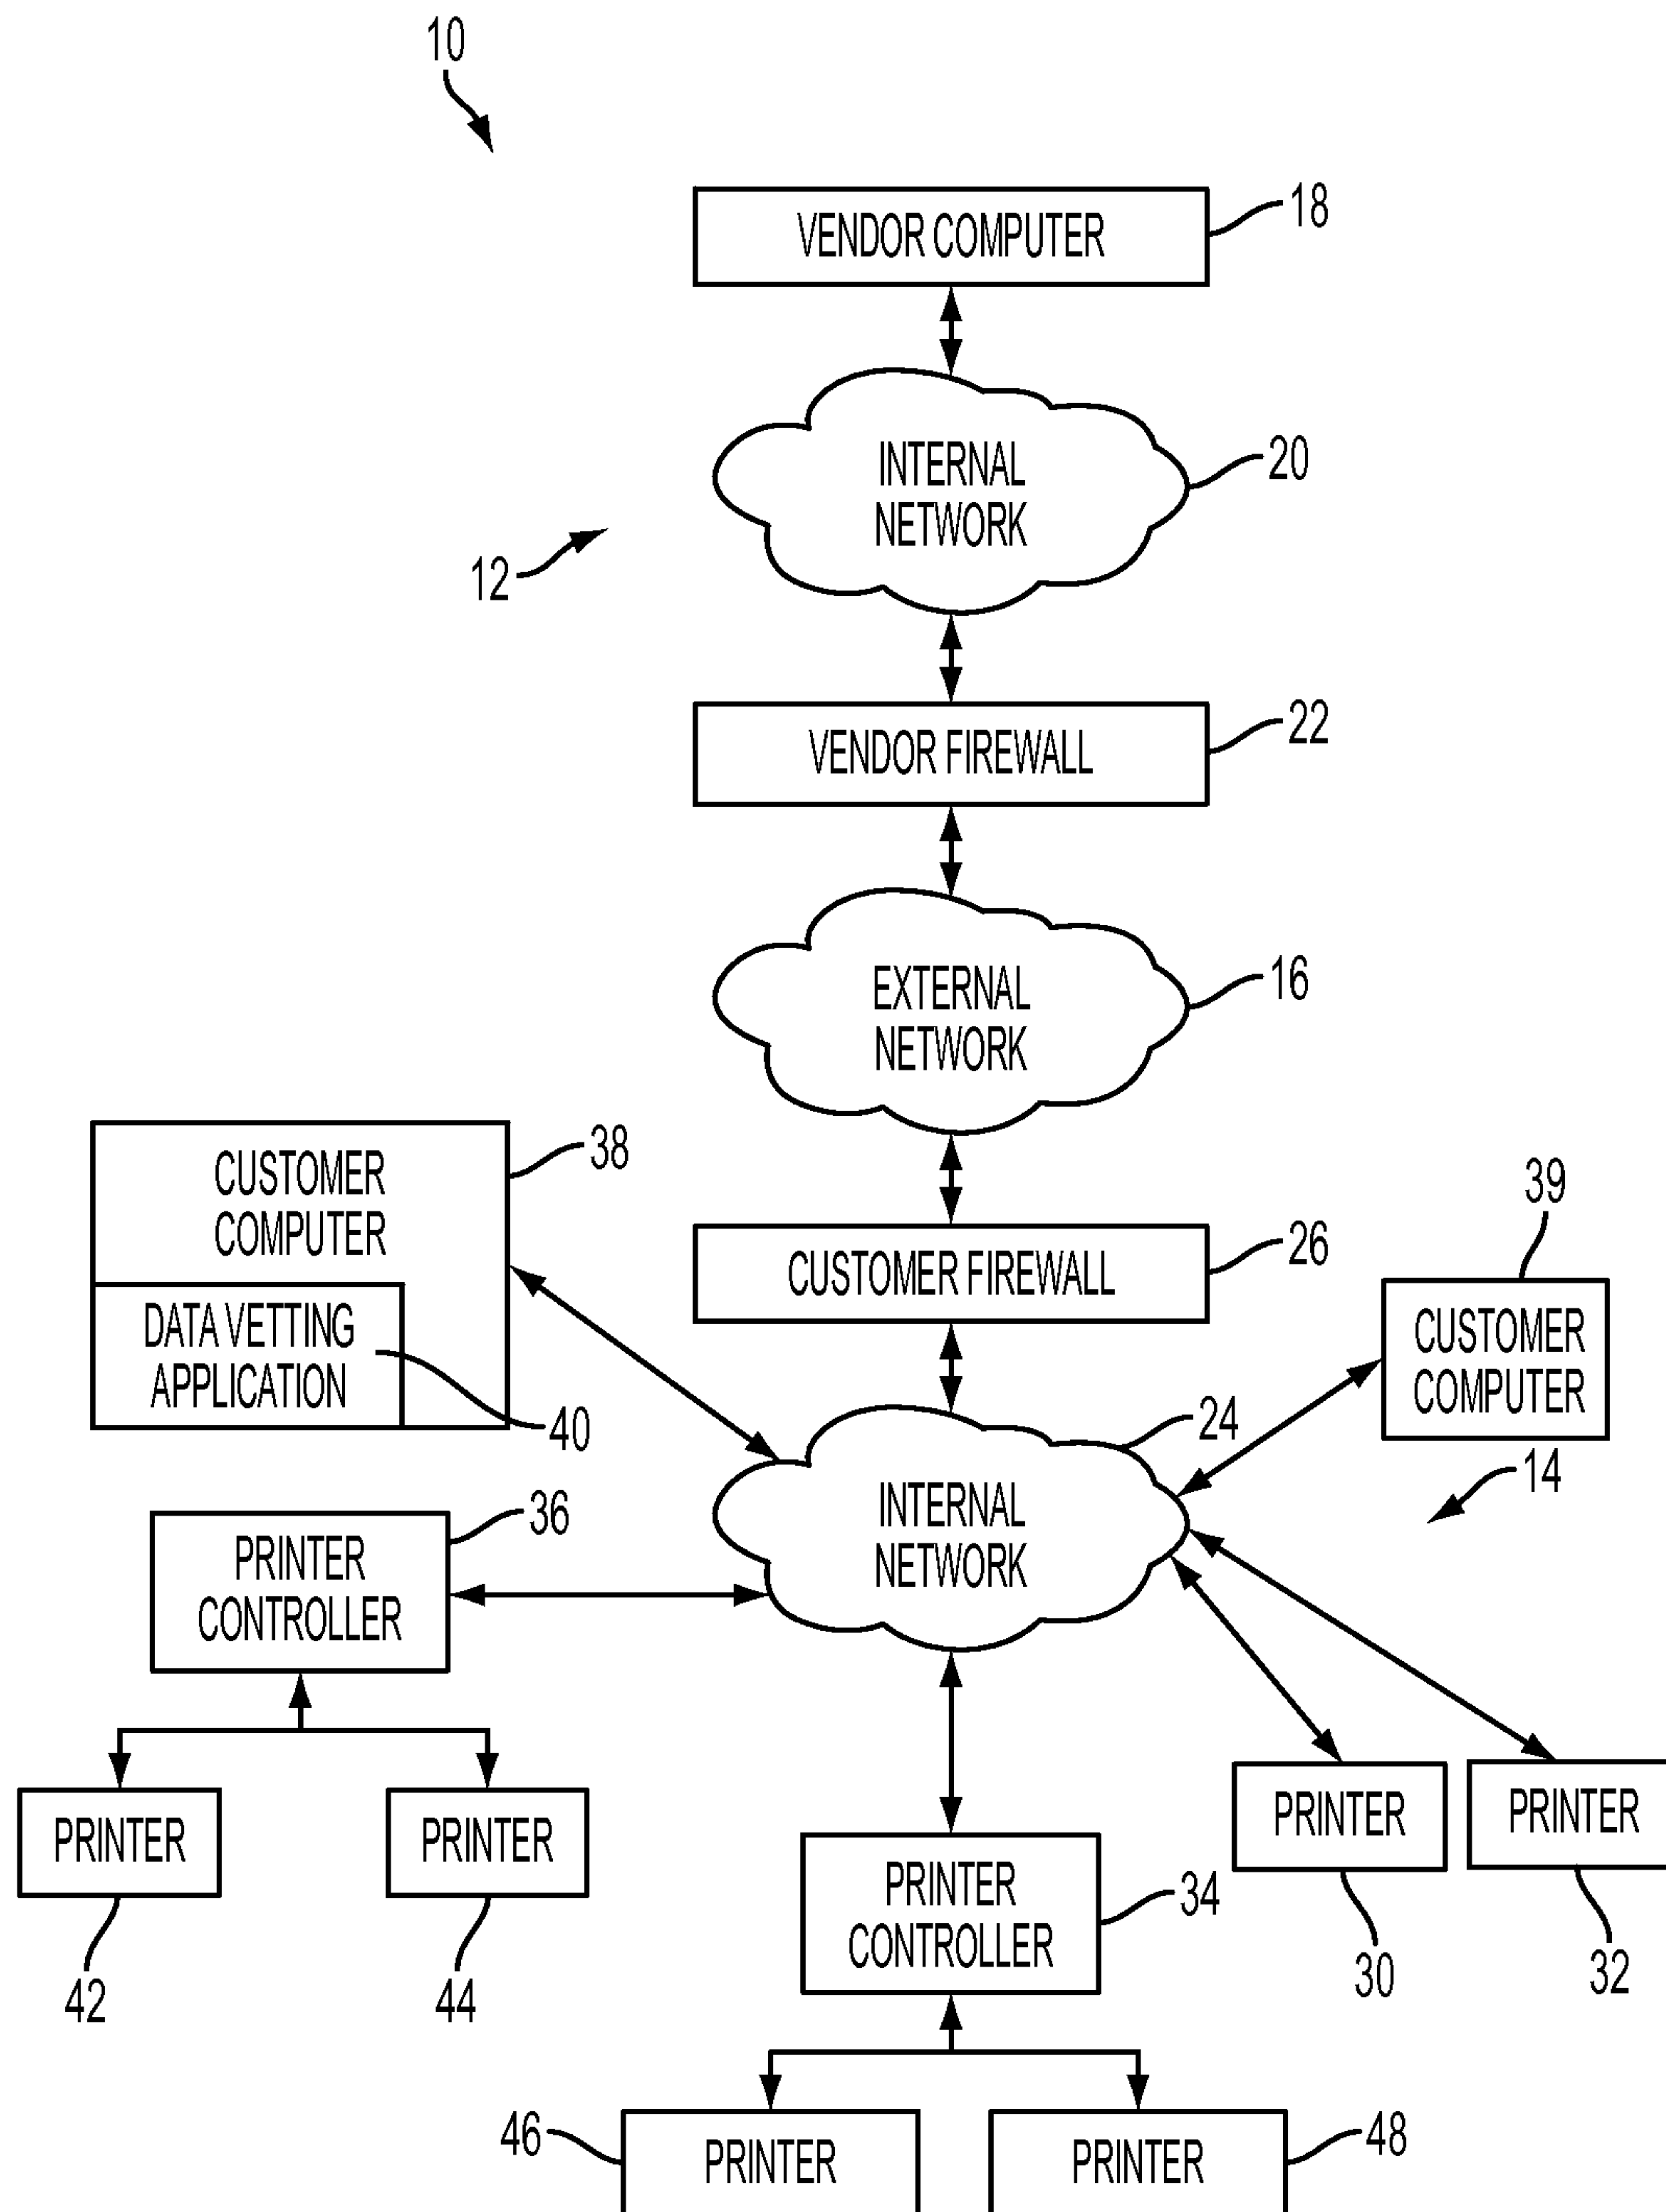 10
VENDOR COMPUTER
18
INTERNAL
NETWORK
20
12
VENDOR FIREWALL
22
EXTERNAL
NETWORK
16
CUSTOMER
COMPUTER
38
DATA VETTING
APPLICATION
40
CUSTOMER FIREWALL
26
39
CUSTOMER
COMPUTER
24
14
INTERNAL
NETWORK
36
PRINTER
CONTROLLER
PRINTER
42
PRINTER
44
PRINTER
CONTROLLER
34
PRINTER
30
PRINTER
32
46
PRINTER
PRINTER
48